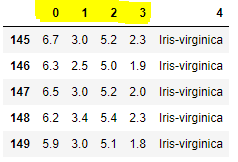 0 1 2 3 4
145 6.7 3.0 5.2 2.3 Iris-virginica
146 6.3 2.5 5.0 1.9 Iris-virginica
147 6.5 3.0 5.2 2.0 Iris-virginica
148 6.2 3.4 5.4 2.3 Iris-virginica
149 5.9 3.0 5.1 1.8 Iris-virginica